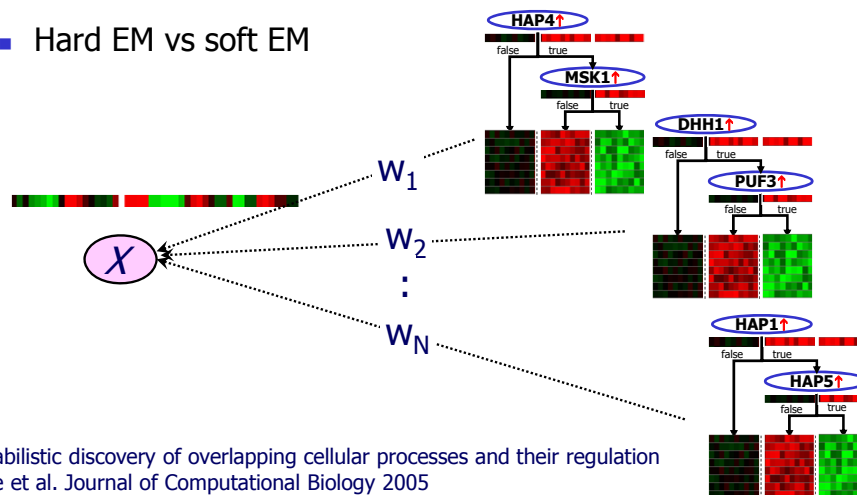 Hard EM vs soft EM
HAP4↑
false true
MSK1↑
false true
DHH1↑
false true
PUF3↑
false true
HAP1↑
false true
HAP5↑
false true
w₁
w₂
:
w_N
X
abilistic discovery of overlapping cellular processes and their regulation
e et al. Journal of Computational Biology 2005